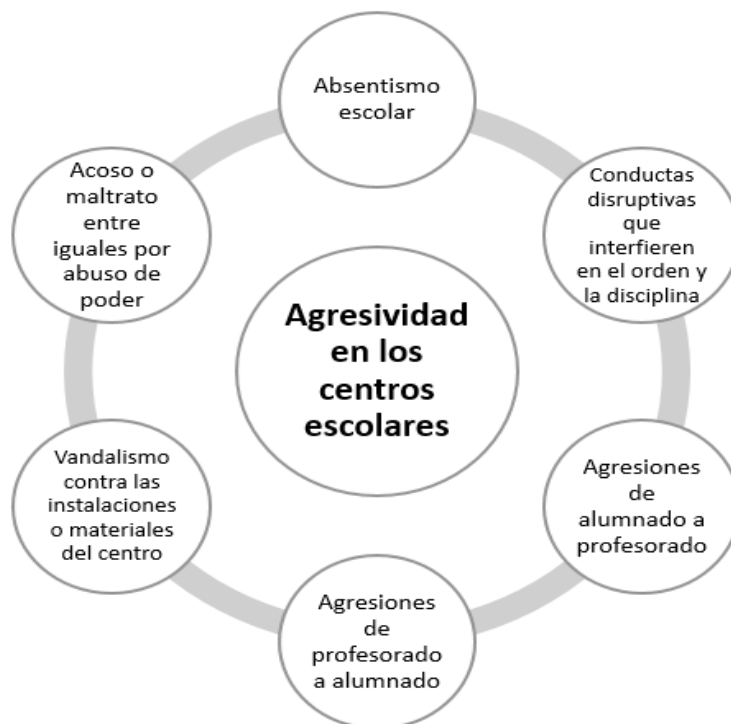 Absentismo
escolar
Conductas
disruptivas
que
interfieren
en el orden y
la disciplina
Agresiones
de
alumnado a
profesorado
Agresiones
de
profesorado
a alumnado
Vandalismo
contra las
instalaciones
o materiales
del centro
Acoso o
maltrato
entre
iguales por
abuso de
poder
Agresividad
en los
centros
escolares